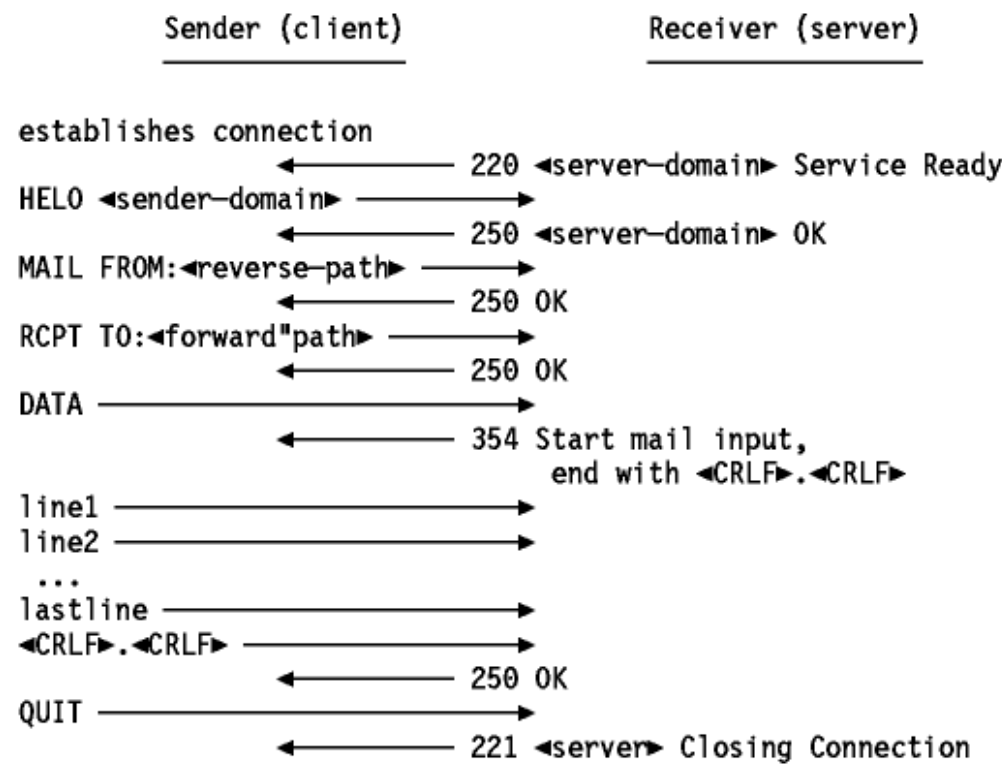 Sender (client) Receiver (server)
establishes connection
220 ◄server-domain► Service Ready
HELO ◄sender-domain►
250 ◄server-domain► OK
MAIL FROM:◄reverse-path►
250 OK
RCPT TO:◄forward"path►
250 OK
DATA
354 Start mail input,
end with ◄CRLF►.◄CRLF►
line1
line2
...
lastline
◄CRLF►.◄CRLF►
250 OK
QUIT
221 ◄server► Closing Connection